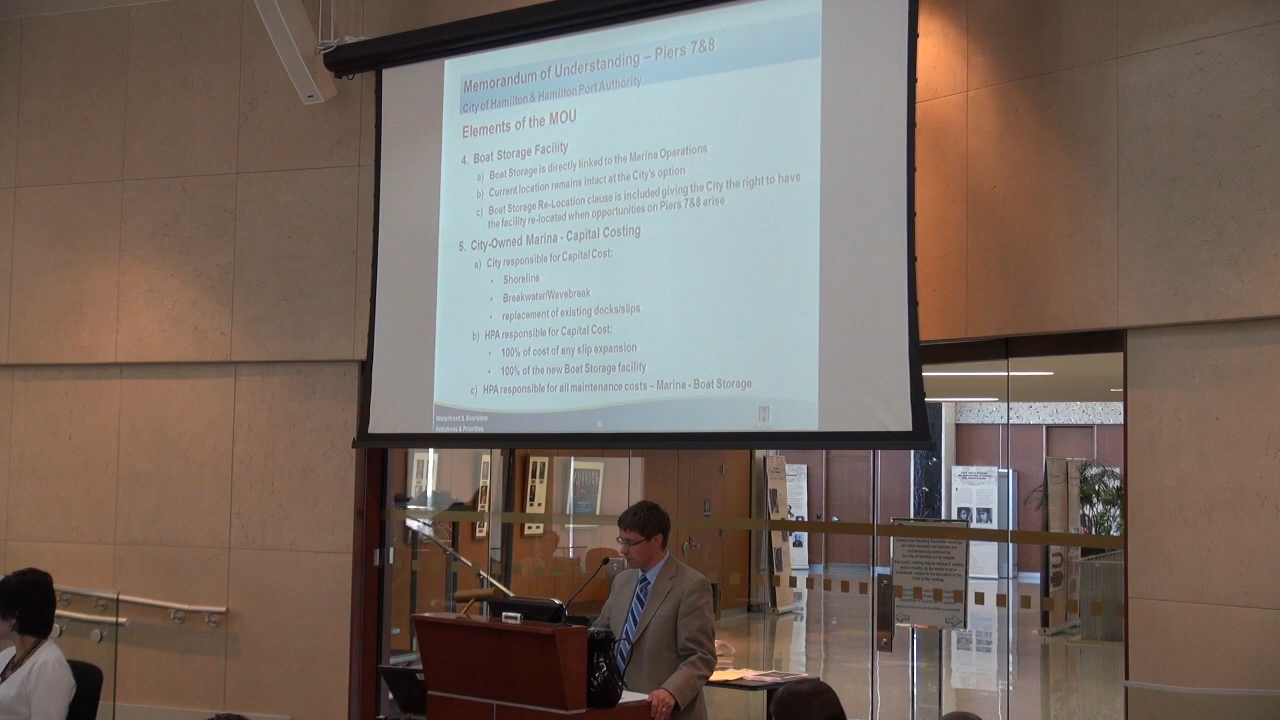 Memorandum of Understanding – Piers 7&8
City of Hamilton & Hamilton Port Authority
Elements of the MOU
4. Boat Storage Facility
a) Boat Storage is directly linked to the Marina Operations
b) Current location remains intact at the City's option
c) Boat Storage Re-Location clause is included giving the City the right to have
the facility re-located when opportunities on Piers 7&8 arise
5. City-Owned Marina - Capital Costing
a) City responsible for Capital Cost:
• Shoreline
• Breakwater/Wavebreak
• replacement of existing docks/slips
b) HPA responsible for Capital Cost:
• 100% of cost of any slip expansion
• 100% of the new Boat Storage facility
c) HPA responsible for all maintenance costs – Marina - Boat Storage
Waterfront & Shoreline
Initiatives & Priorities